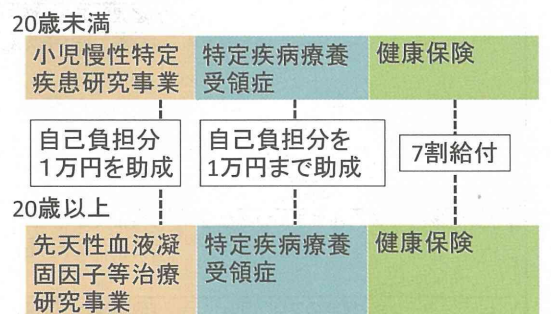 20歳未満
小児慢性特定
疾患研究事業
特定疾病療養
受領症
健康保険
自己負担分
1万円を助成
自己負担分を
1万円まで助成
7割給付
20歳以上
先天性血液凝
固因子等治療
研究事業
特定疾病療養
受領症
健康保険